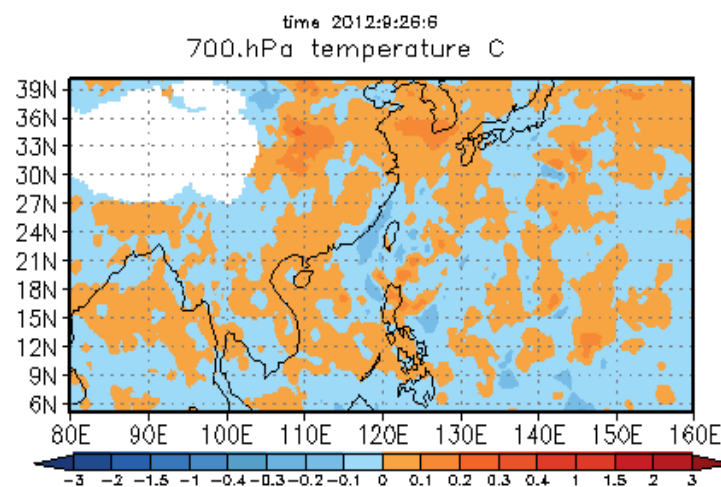 time 2012:9:26:6
700.hPa temperature C
39N
36N
33N
30N
27N
24N
21N
18N
15N
12N
9N
6N
80E 90E 100E 110E 120E 130E 140E 150E 160E
-3 -2 -1.5 -1 -0.4 -0.3 -0.2 -0.1 0 0.1 0.2 0.3 0.4 1 1.5 2 3